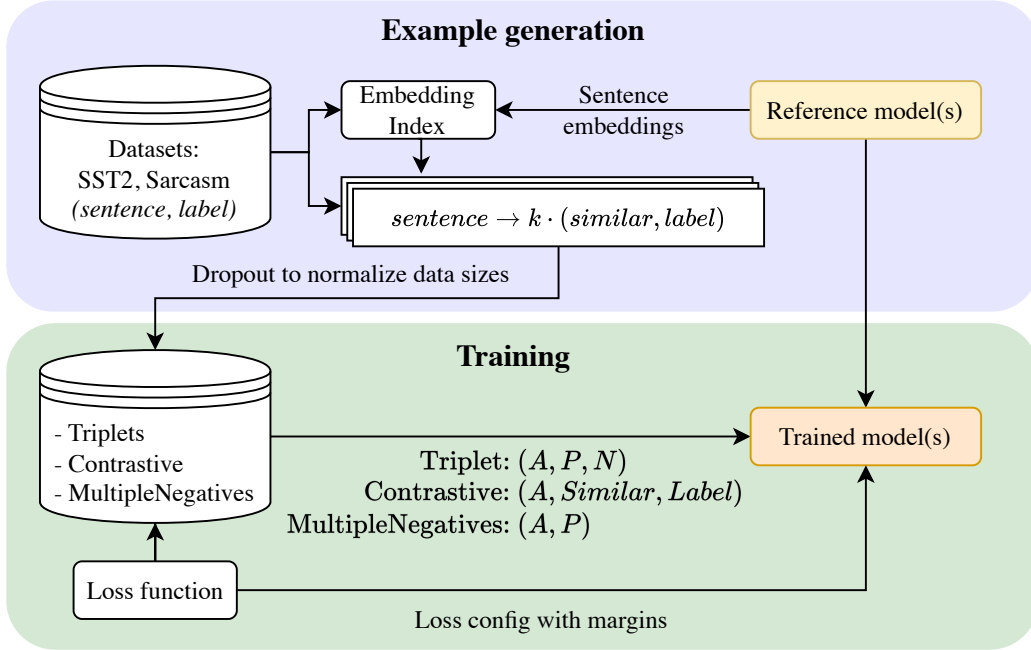 Example generation
Datasets:
SST2, Sarcasm
(sentence, label)
Embedding
Index
Sentence
embeddings
Reference model(s)
sentence → k · (similar, label)
Dropout to normalize data sizes
Training
- Triplets
- Contrastive
- MultipleNegatives
Triplet: (A, P, N)
Contrastive: (A, Similar, Label)
MultipleNegatives: (A, P)
Trained model(s)
Loss function
Loss config with margins